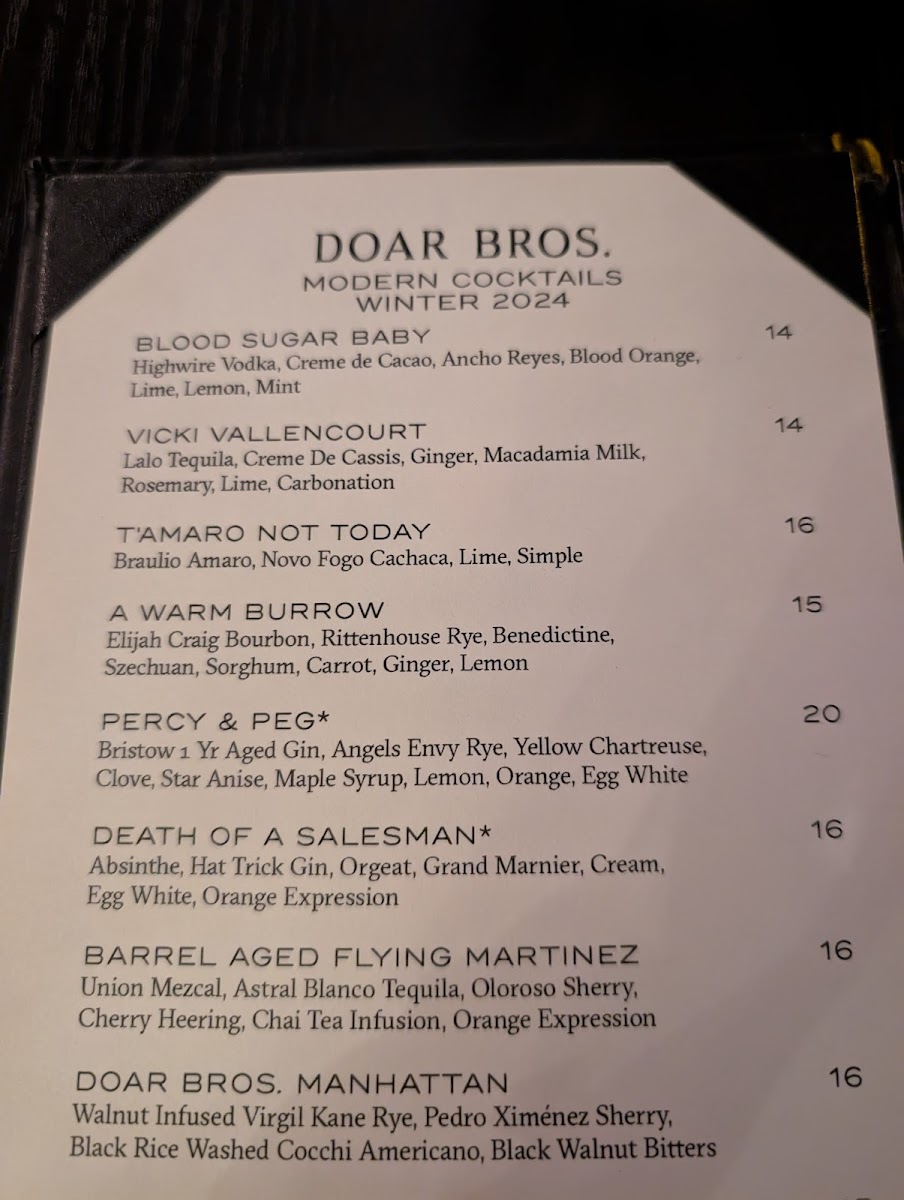 DOAR BROS.
MODERN COCKTAILS
WINTER 2024
BLOOD SUGAR BABY 14
Highwire Vodka, Creme de Cacao, Ancho Reyes, Blood Orange,
Lime, Lemon, Mint
VICKI VALLENCOURT 14
Lalo Tequila, Creme De Cassis, Ginger, Macadamia Milk,
Rosemary, Lime, Carbonation
T'AMARO NOT TODAY 16
Braulio Amaro, Novo Fogo Cachaca, Lime, Simple
A WARM BURROW 15
Elijah Craig Bourbon, Rittenhouse Rye, Benedictine,
Szechuan, Sorghum, Carrot, Ginger, Lemon
PERCY & PEG* 20
Bristow 1 Yr Aged Gin, Angels Envy Rye, Yellow Chartreuse,
Clove, Star Anise, Maple Syrup, Lemon, Orange, Egg White
DEATH OF A SALESMAN* 16
Absinthe, Hat Trick Gin, Orgeat, Grand Marnier, Cream,
Egg White, Orange Expression
BARREL AGED FLYING MARTINEZ 16
Union Mezcal, Astral Blanco Tequila, Oloroso Sherry,
Cherry Heering, Chai Tea Infusion, Orange Expression
DOAR BROS. MANHATTAN 16
Walnut Infused Virgil Kane Rye, Pedro Ximénez Sherry,
Black Rice Washed Cocchi Americano, Black Walnut Bitters